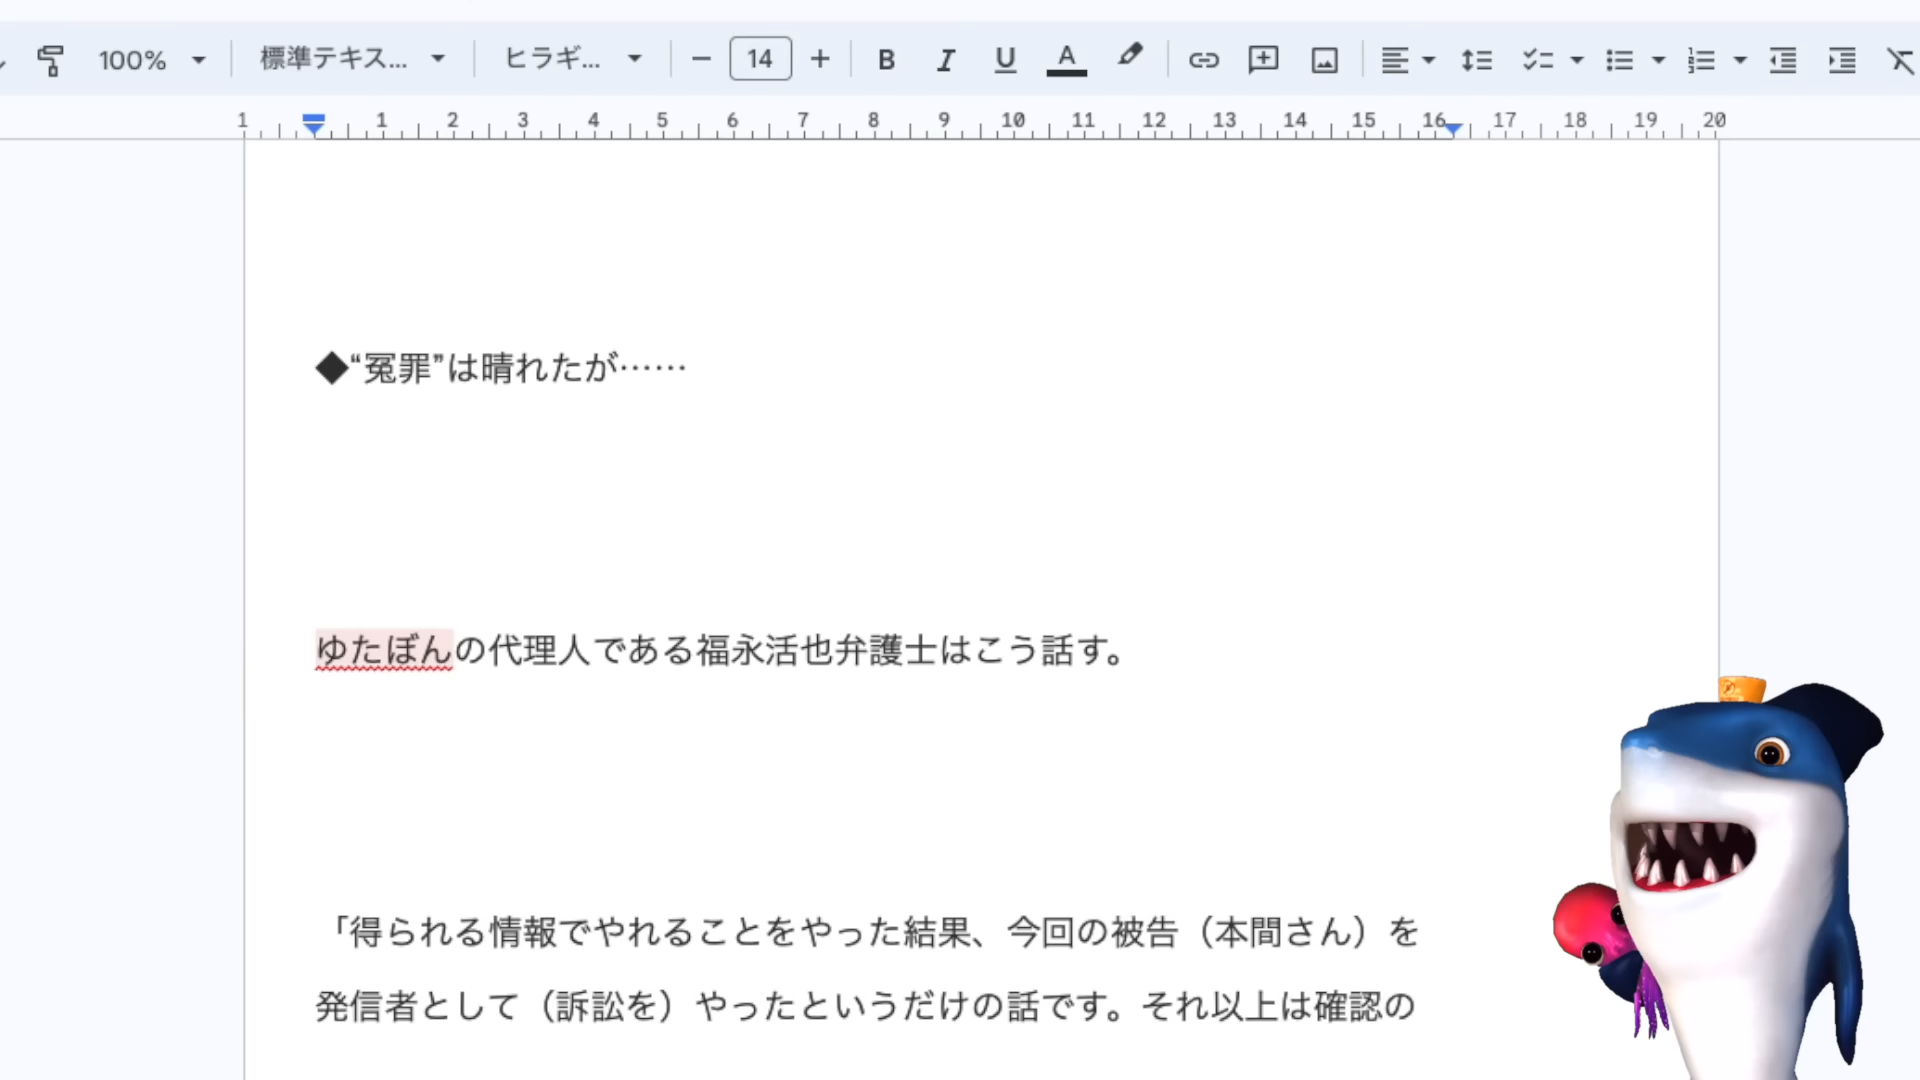 100% 標準テキス... ヒラギ... − 14 + B I U A
1 1 2 3 4 5 6 7 8 9 10 11 12 13 14 15 16 17 18 19 20
◆“冤罪”は晴れたが……
ゆたぼんの代理人である福永活也弁護士はこう話す。
「得られる情報でやれることをやった結果、今回の被告（本間さん）を
発信者として（訴訟を）やったというだけの話です。それ以上は確認の